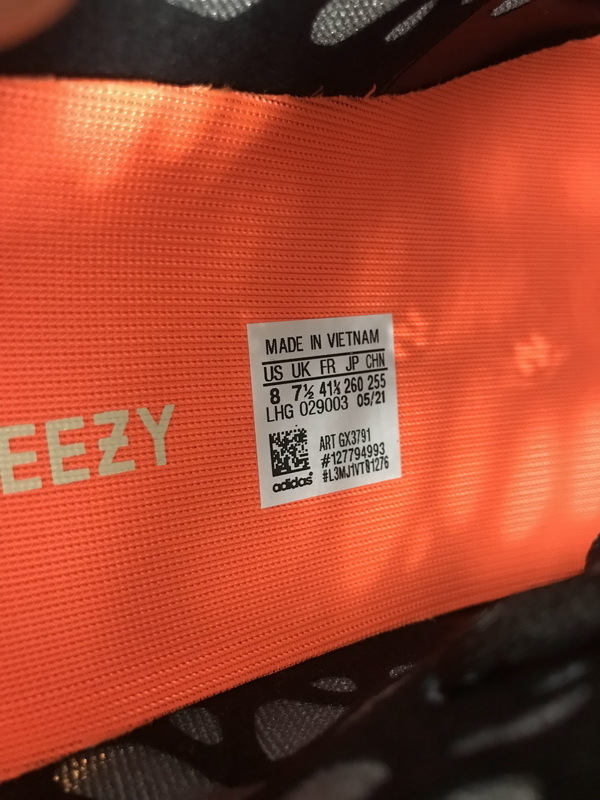 EEZY
MADE IN VIETNAM
US UK FR JP CHN
8 7½ 41⅓ 260 255
LHG 029003 05/21
ART GX3791
#127794993
#L3MJ1VT81276
adidas